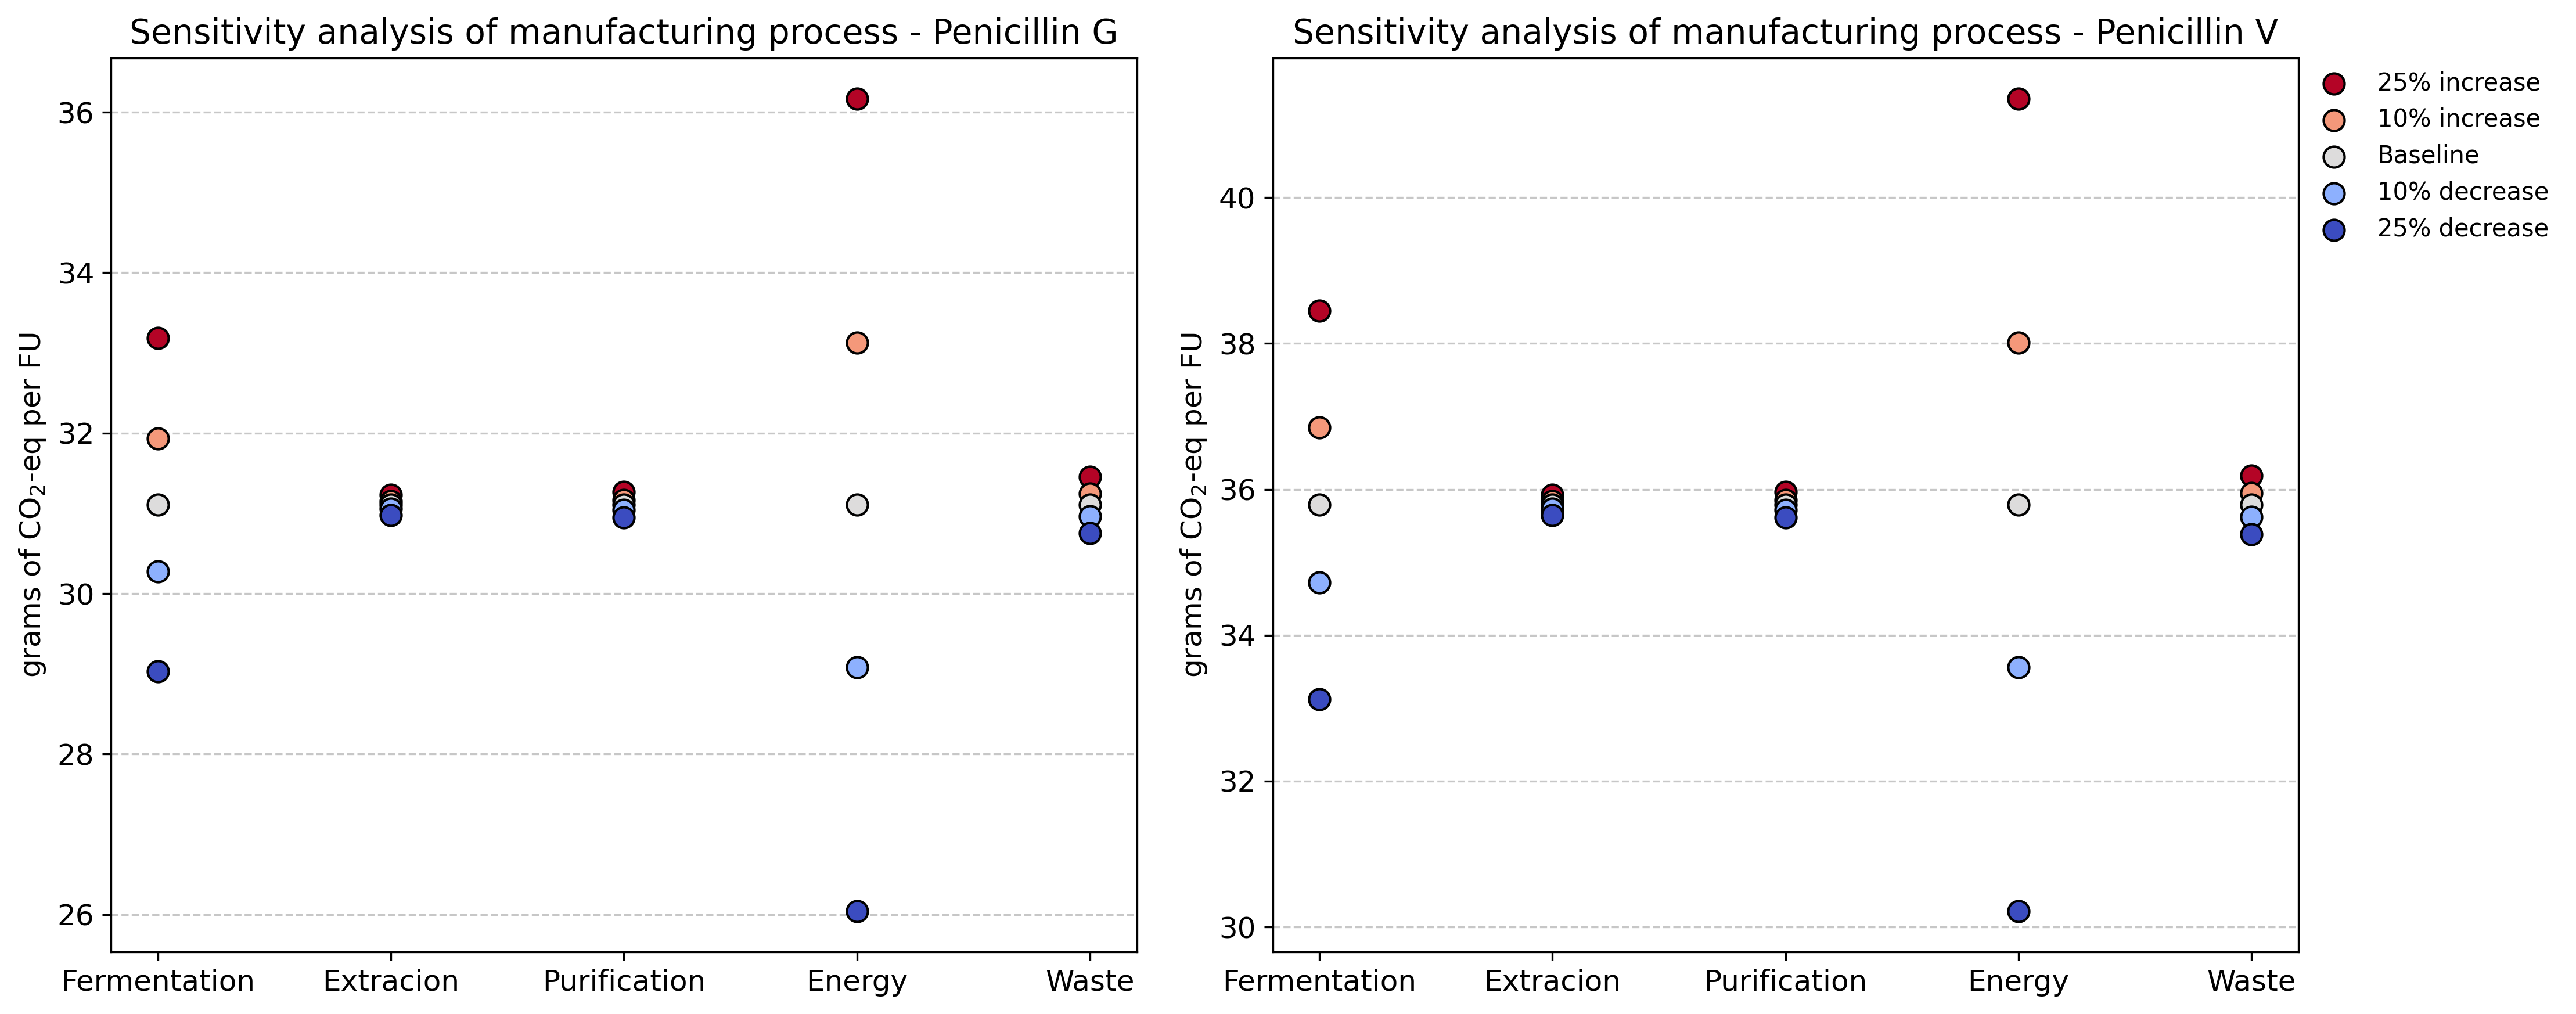 Sensitivity analysis of manufacturing process - Penicillin G
grams of CO₂-eq per FU
36
34
32
30
28
26
Fermentation
Extracion
Purification
Energy
Waste
Sensitivity analysis of manufacturing process - Penicillin V
grams of CO₂-eq per FU
40
38
36
34
32
30
Fermentation
Extracion
Purification
Energy
Waste
25% increase
10% increase
Baseline
10% decrease
25% decrease